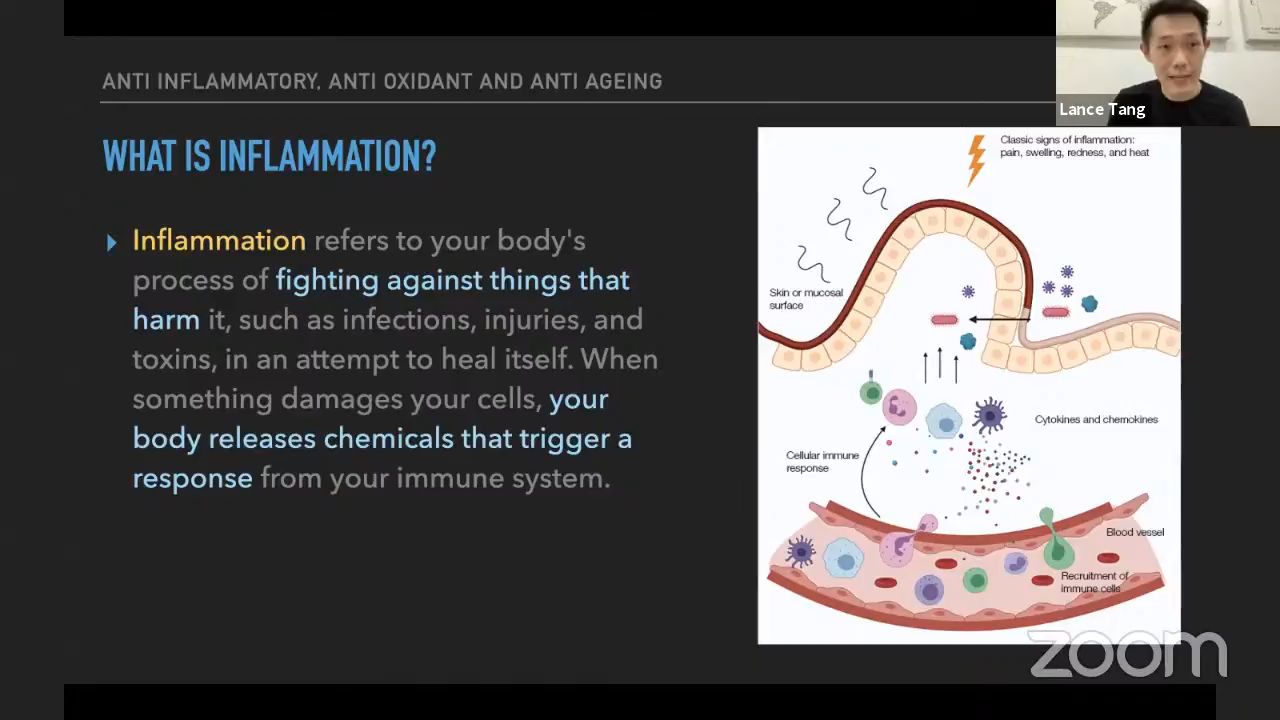 ANTI INFLAMMATORY, ANTI OXIDANT AND ANTI AGEING
Lance Tang
WHAT IS INFLAMMATION?
Inflammation refers to your body's
process of fighting against things that
harm it, such as infections, injuries, and
toxins, in an attempt to heal itself. When
something damages your cells, your
body releases chemicals that trigger a
response from your immune system.
Classic signs of inflammation:
pain, swelling, redness, and heat
Skin or mucosal
surface
Cytokines and chemokines
Cellular immune
response
Blood vessel
Recruitment of
immune cells
zoom